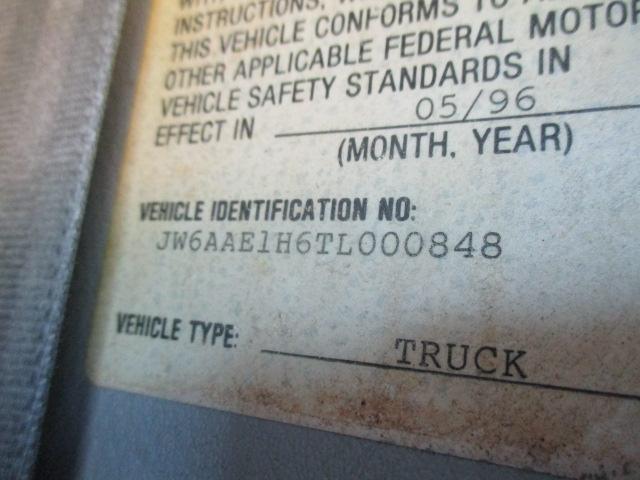 INSTRUCTIONS,
THIS VEHICLE CONFORMS TO
OTHER APPLICABLE FEDERAL MOTOR
VEHICLE SAFETY STANDARDS IN
EFFECT IN 05/96
(MONTH, YEAR)
VEHICLE IDENTIFICATION NO:
JW6AAE1H6TL000848
VEHICLE TYPE: TRUCK